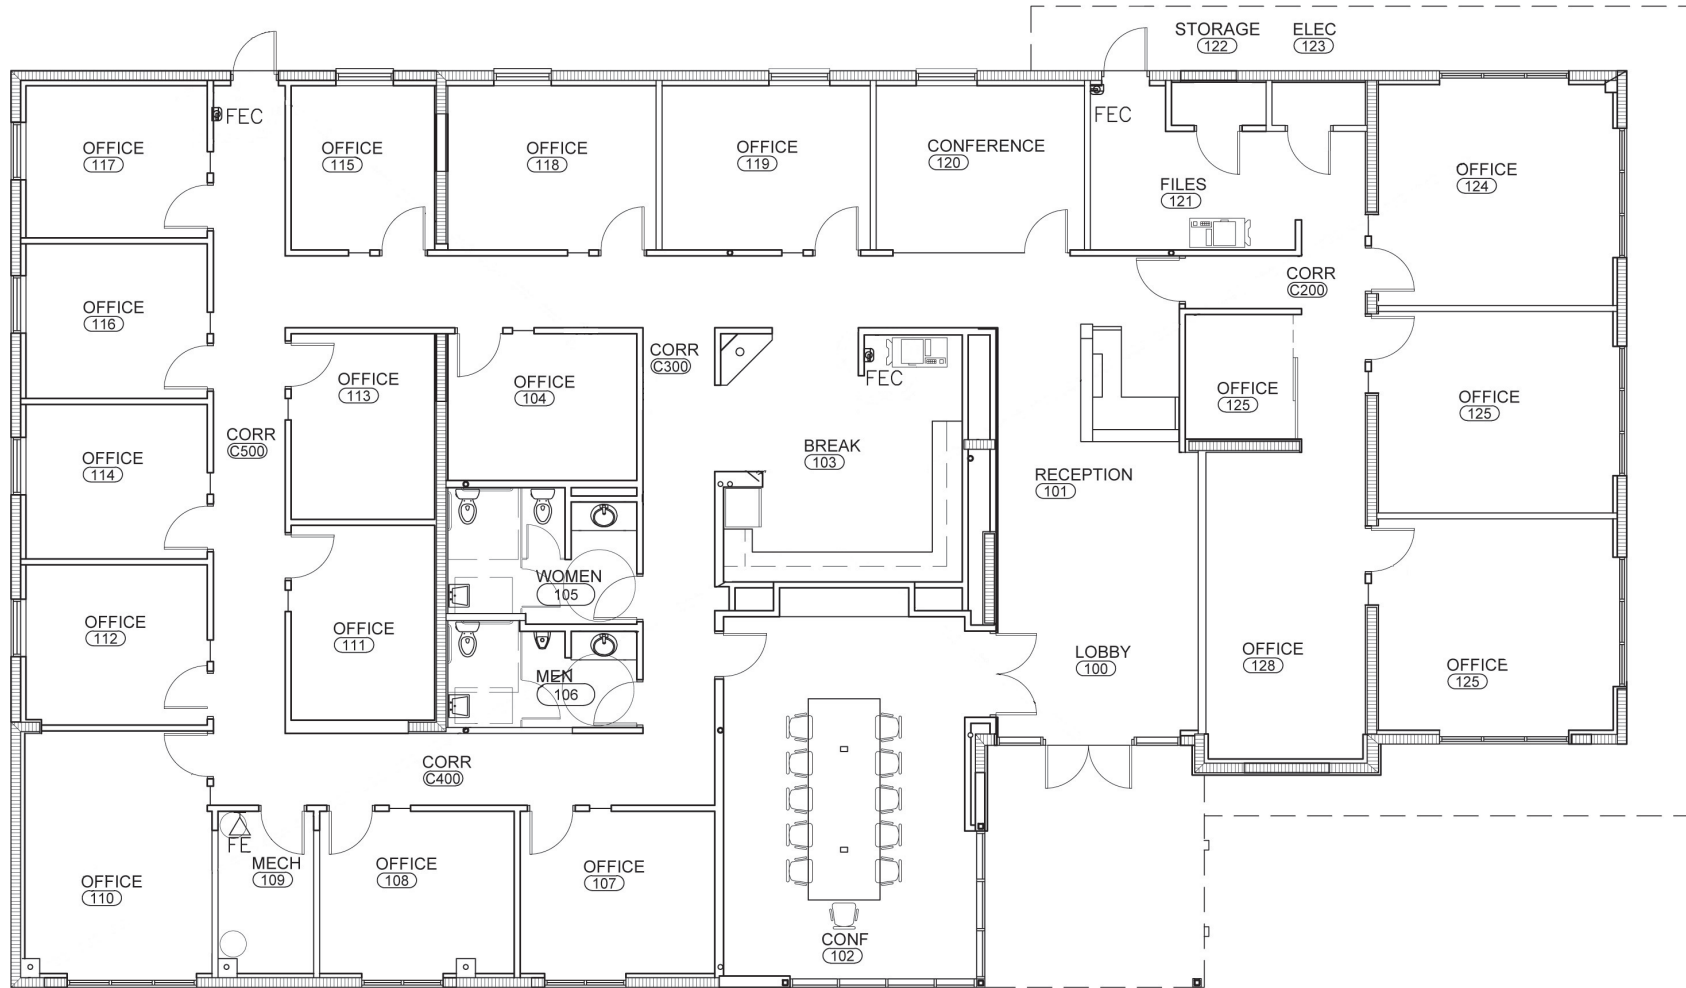 STORAGE
122
ELEC
123
FEC
FEC
OFFICE
117
OFFICE
115
OFFICE
118
OFFICE
119
CONFERENCE
120
FILES
121
OFFICE
124
CORR
C200
OFFICE
116
OFFICE
113
OFFICE
104
CORR
C300
FEC
OFFICE
125
OFFICE
125
CORR
C500
OFFICE
114
BREAK
103
RECEPTION
101
WOMEN
105
OFFICE
112
OFFICE
111
MEN
106
LOBBY
100
OFFICE
128
OFFICE
125
CORR
C400
FE
MECH
109
OFFICE
108
OFFICE
107
OFFICE
110
CONF
102